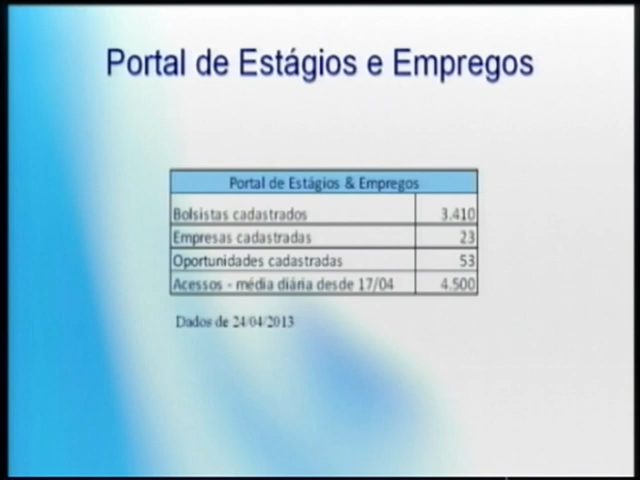 Portal de Estágios e Empregos
Portal de Estágios & Empregos
Bolsistas cadastrados 3.410
Empresas cadastradas 23
Oportunidades cadastradas 53
Acessos - média diária desde 17/04 4.500
Dados de 24/04/2013